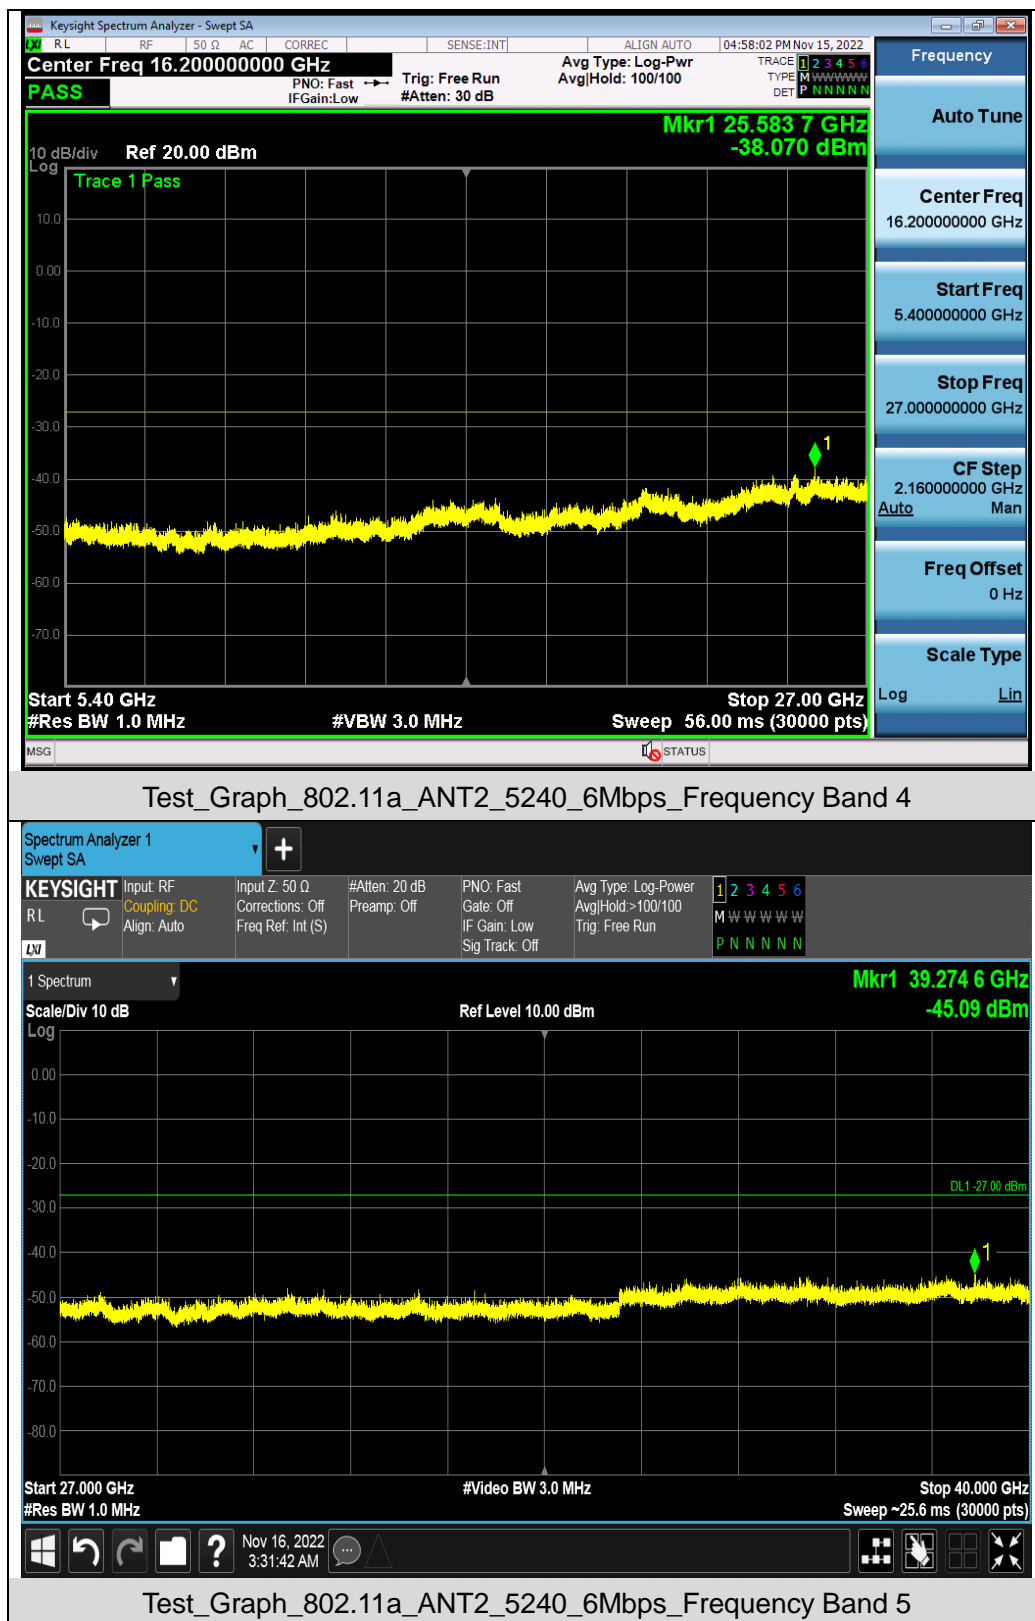 Keysight Spectrum Analyzer - Swept SA
LXI RL RF 50 Ω AC CORREC SENSE:INT ALIGN AUTO 04:58:02 PM Nov 15, 2022
Center Freq 16.200000000 GHz
PASS
PNO: Fast
IFGain:Low
Trig: Free Run
#Atten: 30 dB
Avg Type: Log-Pwr
Avg|Hold: 100/100
TRACE 1 2 3 4 5 6
TYPE M W W W W W
DET P N N N N N
Mkr1 25.583 7 GHz
-38.070 dBm
10 dB/div Ref 20.00 dBm
Log
Trace 1 Pass
10.0
0.00
-10.0
-20.0
-30.0
-40.0
-50.0
-60.0
-70.0
1
Start 5.40 GHz Stop 27.00 GHz
#Res BW 1.0 MHz #VBW 3.0 MHz Sweep 56.00 ms (30000 pts)
MSG STATUS
Frequency
Auto Tune
Center Freq
16.200000000 GHz
Start Freq
5.400000000 GHz
Stop Freq
27.000000000 GHz
CF Step
2.160000000 GHz
Auto Man
Freq Offset
0 Hz
Scale Type
Log Lin
Test_Graph_802.11a_ANT2_5240_6Mbps_Frequency Band 4
Spectrum Analyzer 1
Swept SA
+
KEYSIGHT
RL
LXI
Input: RF
Coupling: DC
Align: Auto
Input Z: 50 Ω
Corrections: Off
Freq Ref: Int (S)
#Atten: 20 dB
Preamp: Off
PNO: Fast
Gate: Off
IF Gain: Low
Sig Track: Off
Avg Type: Log-Power
Avg|Hold:>100/100
Trig: Free Run
1 2 3 4 5 6
M W W W W W
P N N N N N
1 Spectrum
Mkr1 39.274 6 GHz
-45.09 dBm
Scale/Div 10 dB Ref Level 10.00 dBm
Log
0.00
-10.0
-20.0
-30.0
-40.0
-50.0
-60.0
-70.0
-80.0
DL1 -27.00 dBm
1
Start 27.000 GHz #Video BW 3.0 MHz Stop 40.000 GHz
#Res BW 1.0 MHz Sweep ~25.6 ms (30000 pts)
?
Nov 16, 2022
3:31:42 AM
Test_Graph_802.11a_ANT2_5240_6Mbps_Frequency Band 5